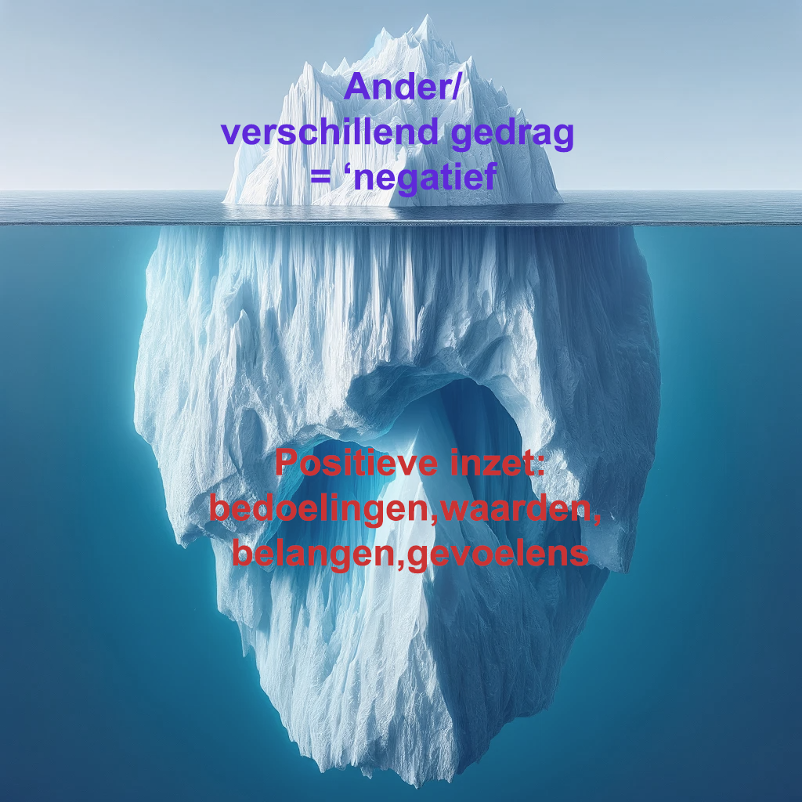 Ander/
verschillend gedrag
= ‘negatief
Positieve inzet:
bedoelingen,waarden,
belangen,gevoelens